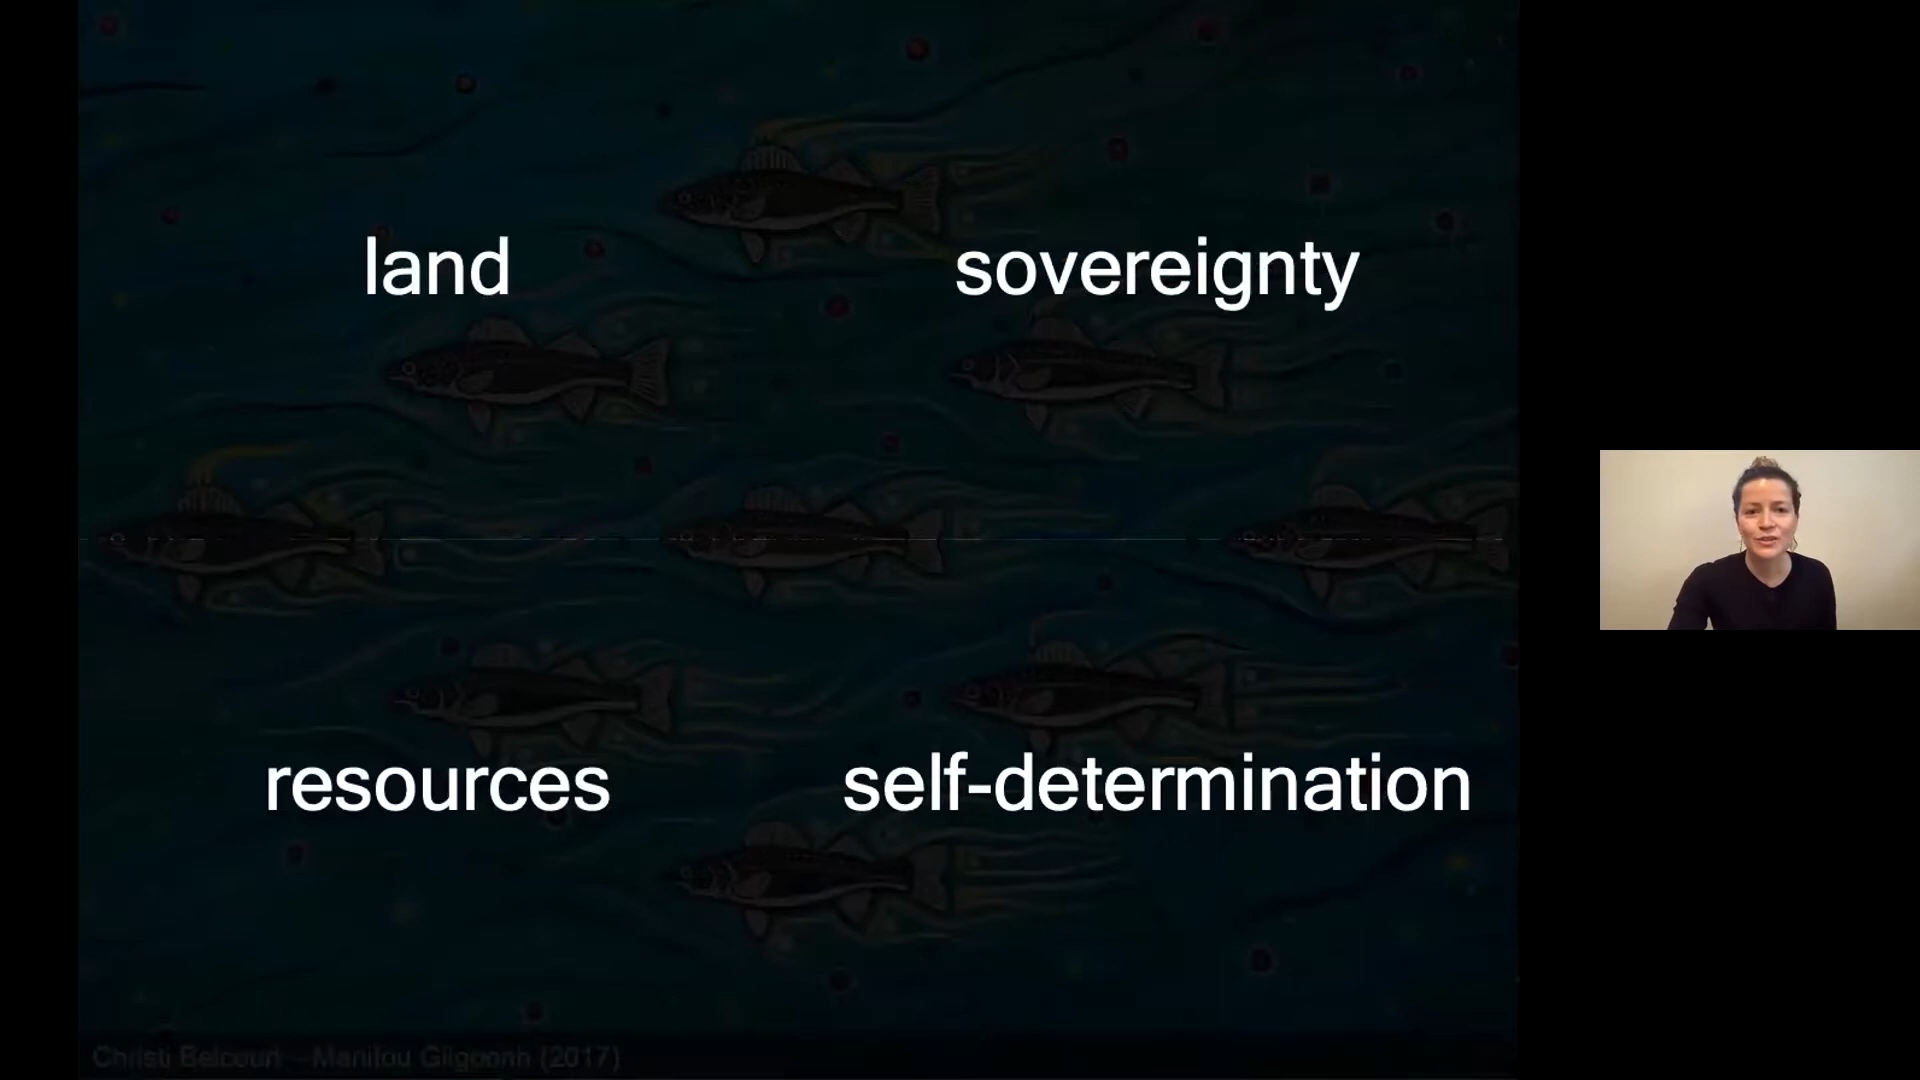 land
sovereignty
resources
self-determination
Christi Belcourt – Manitou Giigoonh (2017)